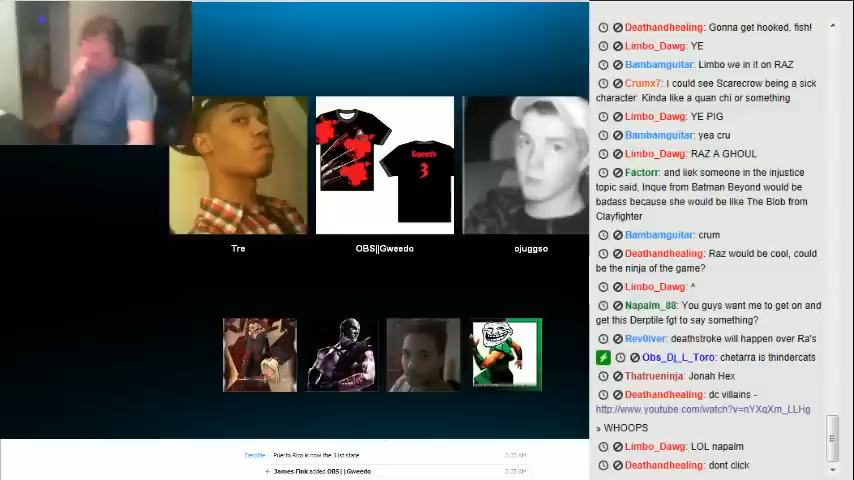 Deathandhealing: Gonna get hooked, fish!
Limbo_Dawg: YE
Bambamguitar: Limbo we in it on RAZ
Crumx7: I could see Scarecrow being a sick
character. Kinda like a quan chi or something
Limbo_Dawg: YE PIG
Bambamguitar: yea cru
Limbo_Dawg: RAZ A GHOUL
Factorr: and liek someone in the injustice
topic said, Inque from Batman Beyond would be
badass because she would be like The Blob from
Clayfighter
Bambamguitar: crum
Deathandhealing: Raz would be cool, could
be the ninja of the game?
Limbo_Dawg: ^
Napalm_88: You guys want me to get on and
get this Derptile fgt to say something?
Rev0lver: deathstroke will happen over Ra's
Obs_Dj_L_Toro: chetarra is thindercats
Thatrueninja: Jonah Hex
Deathandhealing: dc villains -
http://www.youtube.com/watch?v=nYXqXm_LLHg
» WHOOPS
Limbo_Dawg: LOL napalm
Deathandhealing: dont click
Gweedo
3
Tre
OBS||Gweedo
ojuggso
Derptile Puerto Rico is now the 51st state 2:35 AM
+ James Fink added OBS||Gweedo 2:35 AM